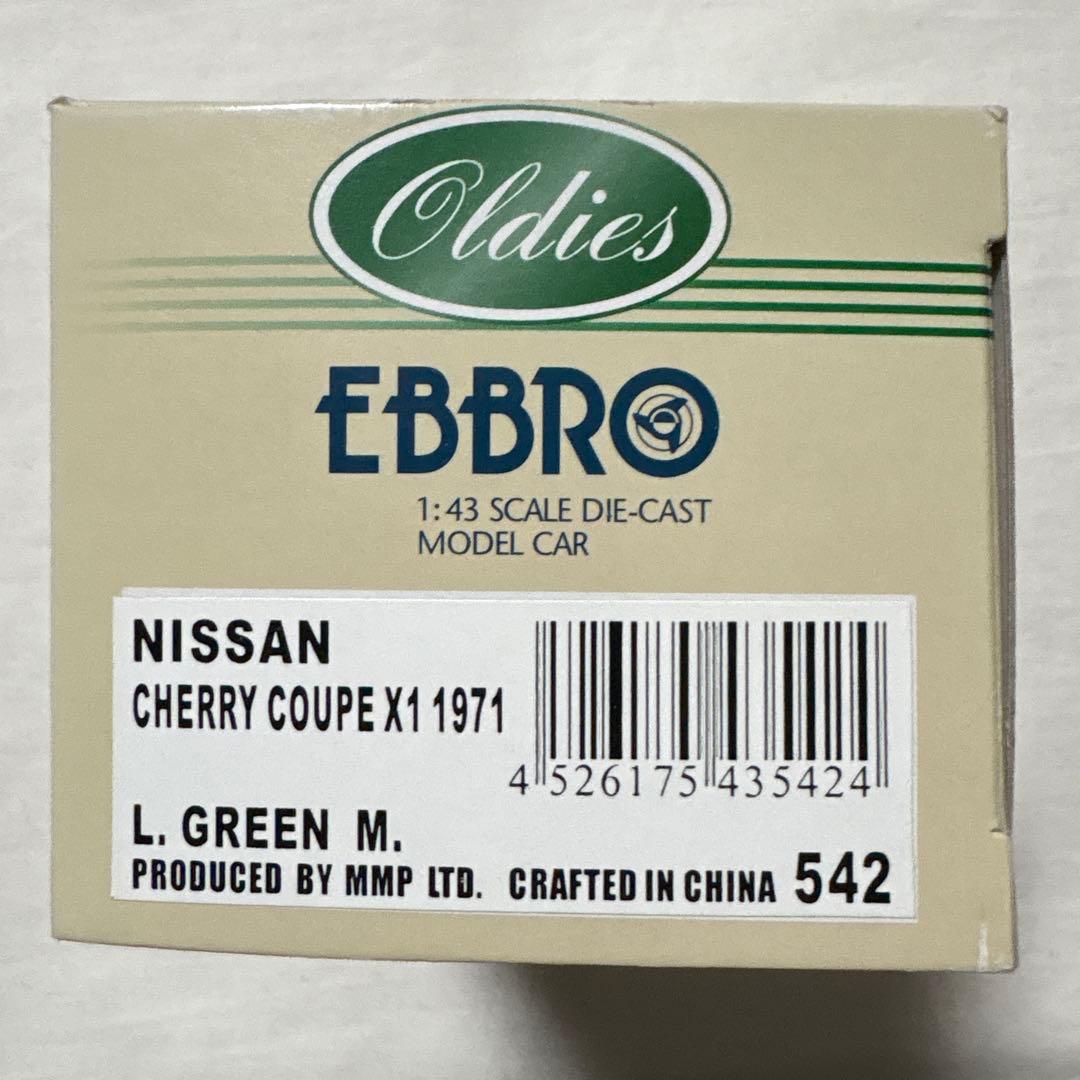 Oldies
EBBRO
1:43 SCALE DIE-CAST
MODEL CAR
NISSAN
CHERRY COUPE X1 1971
4 526175 435424
L. GREEN M.
PRODUCED BY MMP LTD. CRAFTED IN CHINA 542